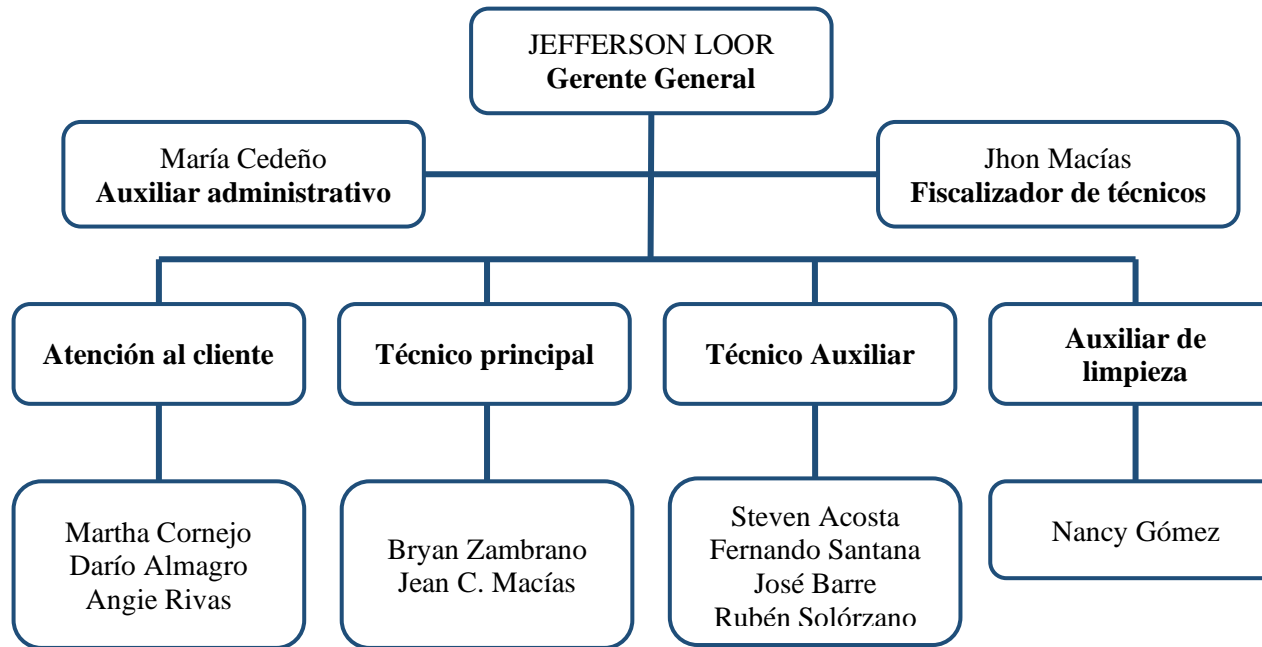 JEFFERSON LOOR
Gerente General
María Cedeño
Auxiliar administrativo
Jhon Macías
Fiscalizador de técnicos
Atención al cliente
Técnico principal
Técnico Auxiliar
Auxiliar de
limpieza
Martha Cornejo
Darío Almagro
Angie Rivas
Bryan Zambrano
Jean C. Macías
Steven Acosta
Fernando Santana
José Barre
Rubén Solórzano
Nancy Gómez